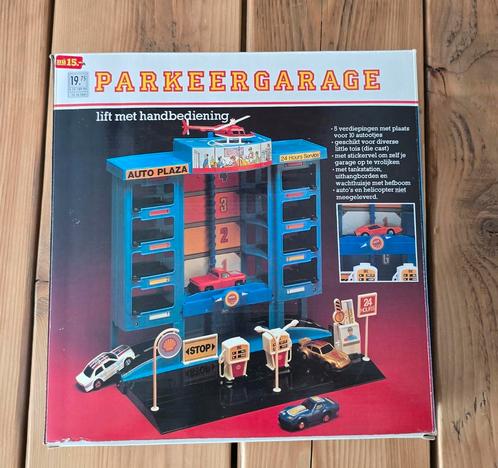 15.-
19.75
PARKEERGARAGE
lift met handbediening
• 5 verdiepingen met plaats
voor 10 autootjes
• geschikt voor diverse
little tois (die cast)
• met stickervel om zelf je
garage op te vrolijken
• met tankstation,
uithangborden en
wachthuisje met hefboom
• auto's en helicopter niet
meegeleverd.
AUTO PLAZA
24 Hours Service
3
2
1
STOP
24
HOURS